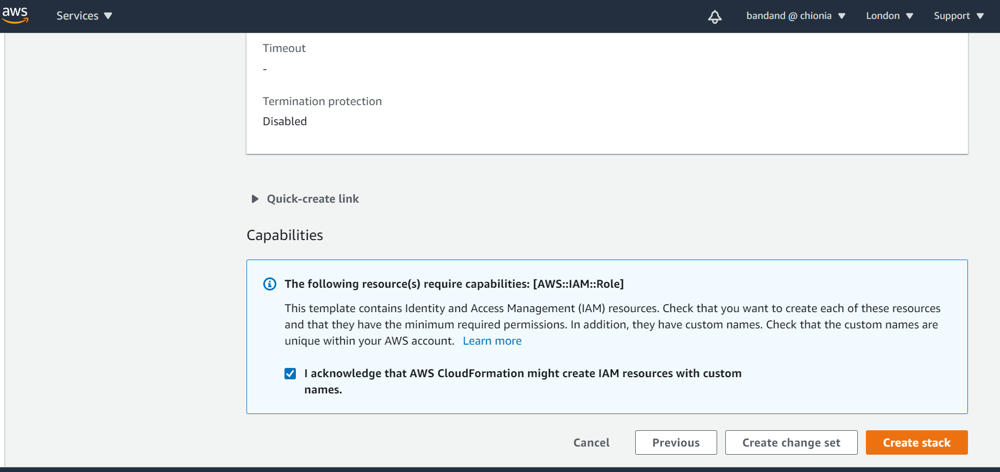 aws
Services
bandand @ chionia
London
Support
Timeout
-
Termination protection
Disabled
Quick-create link
Capabilities
The following resource(s) require capabilities: [AWS::IAM::Role]
This template contains Identity and Access Management (IAM) resources. Check that you want to create each of these resources
and that they have the minimum required permissions. In addition, they have custom names. Check that the custom names are
unique within your AWS account. Learn more
I acknowledge that AWS CloudFormation might create IAM resources with custom
names.
Cancel
Previous
Create change set
Create stack